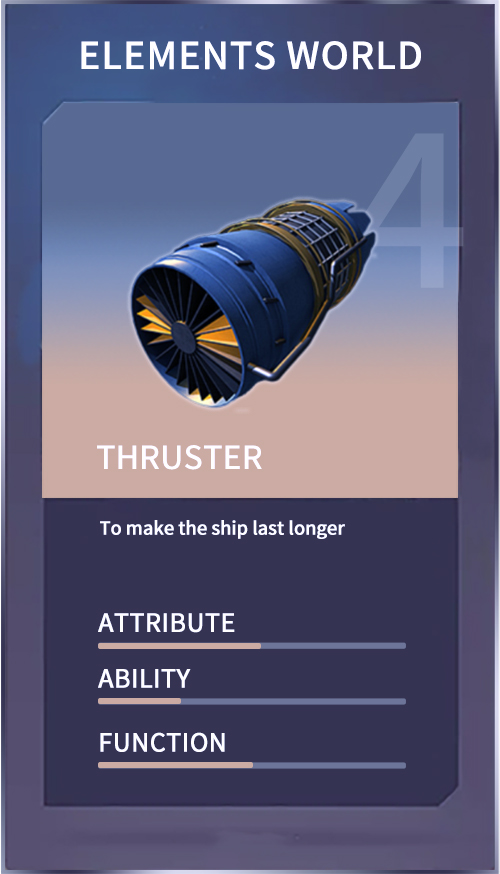 ELEMENTS WORLD
4
THRUSTER
To make the ship last longer
ATTRIBUTE
ABILITY
FUNCTION